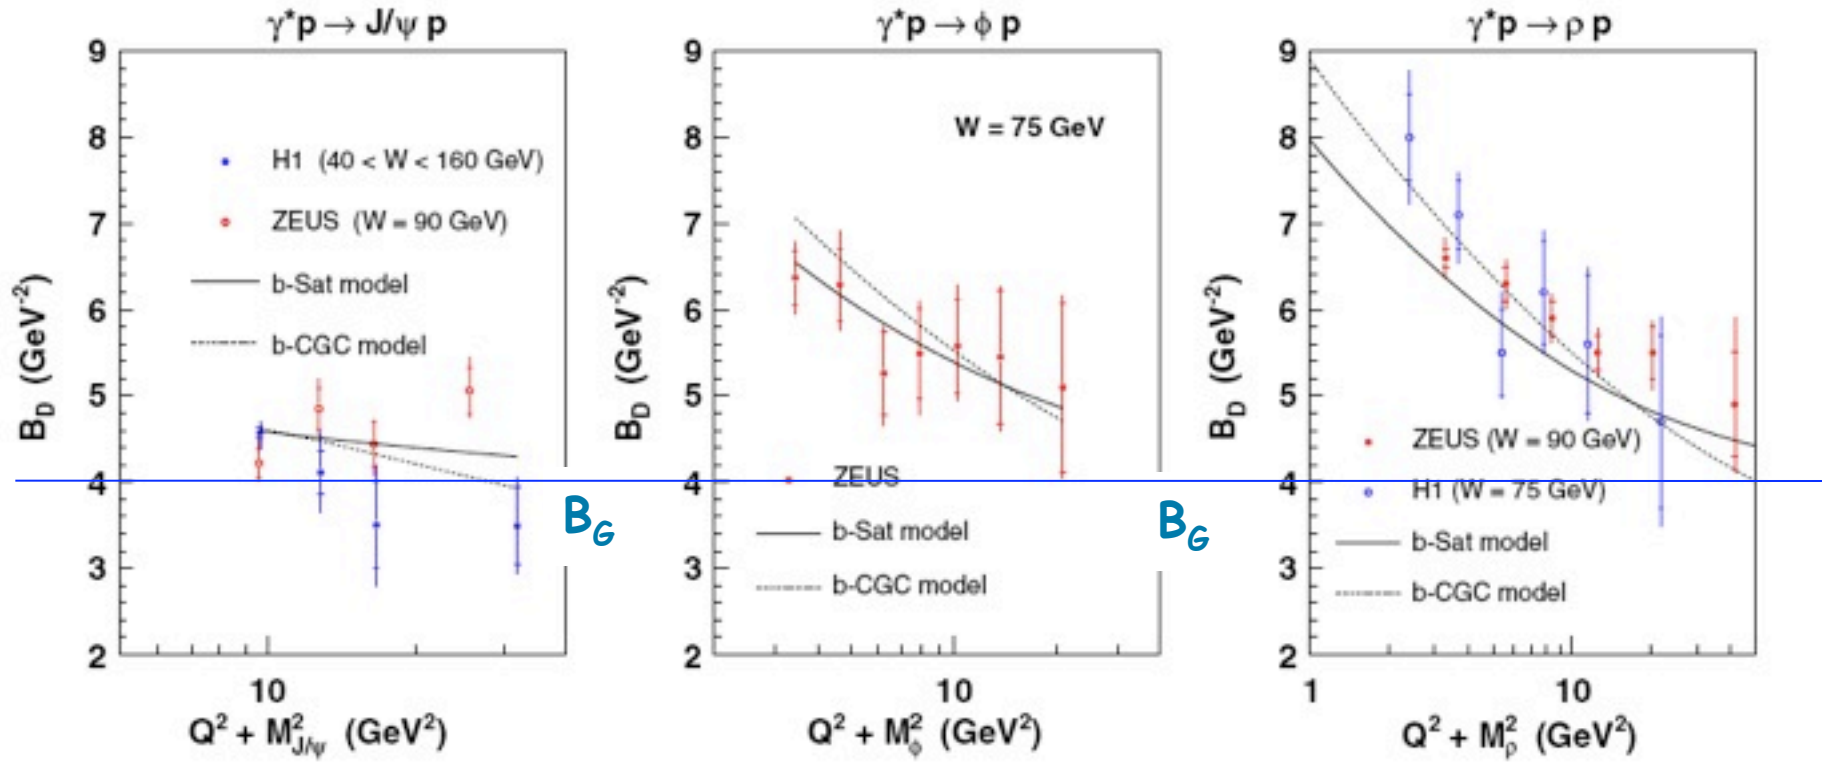 γ*p → J/ψ p
9
8
7
6
5
4
3
2
B_D (GeV⁻²)
H1 (40 < W < 160 GeV)
ZEUS (W = 90 GeV)
b-Sat model
b-CGC model
10
Q² + M²_J/ψ (GeV²)
B_G
γ*p → ϕ p
9
8
7
6
5
4
3
2
B_D (GeV⁻²)
W = 75 GeV
ZEUS
b-Sat model
b-CGC model
10
Q² + M²_ϕ (GeV²)
B_G
γ*p → ρ p
9
8
7
6
5
4
3
2
B_D (GeV⁻²)
ZEUS (W = 90 GeV)
H1 (W = 75 GeV)
b-Sat model
b-CGC model
1 10
Q² + M²_ρ (GeV²)